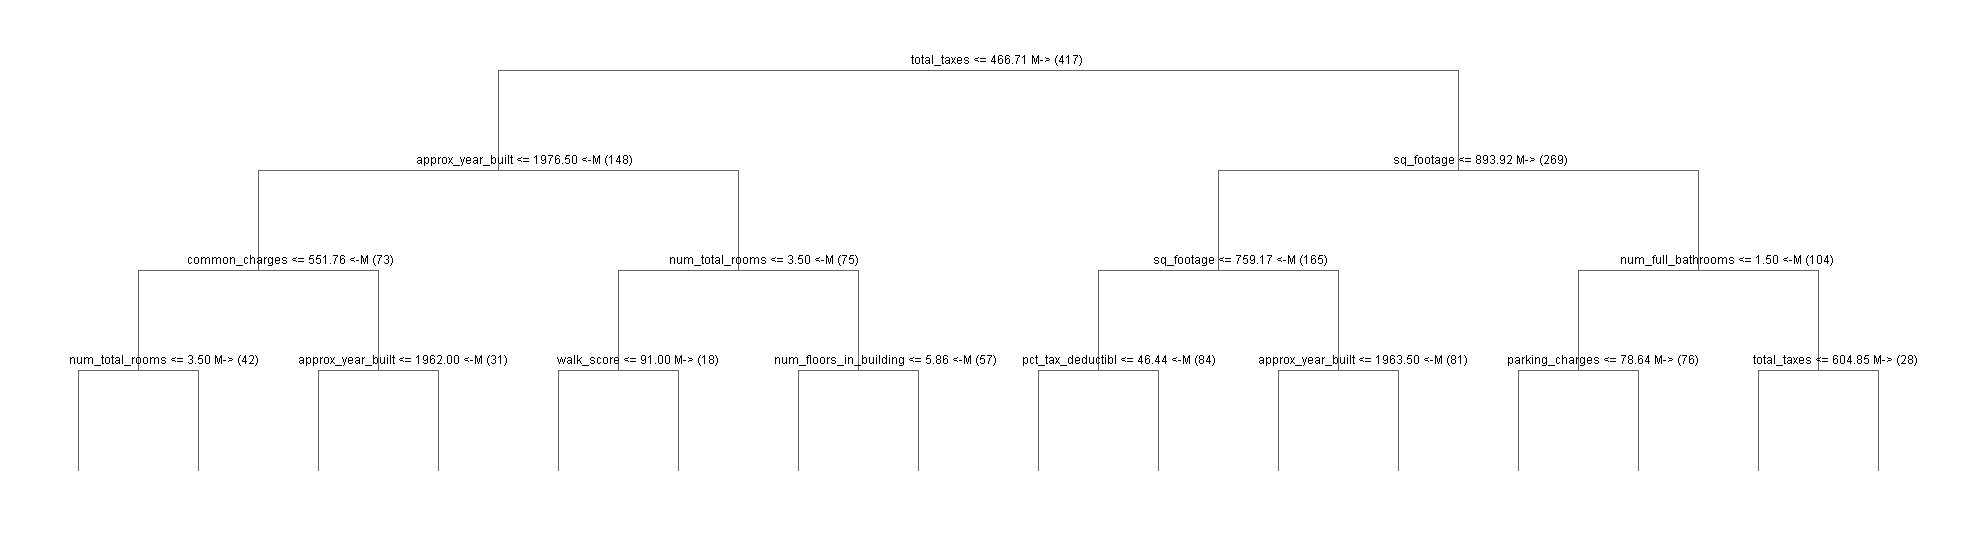 total_taxes <= 466.71 M-> (417)
approx_year_built <= 1976.50 <-M (148)
sq_footage <= 893.92 M-> (269)
common_charges <= 551.76 <-M (73)
num_total_rooms <= 3.50 <-M (75)
sq_footage <= 759.17 <-M (165)
num_full_bathrooms <= 1.50 <-M (104)
num_total_rooms <= 3.50 M-> (42)
approx_year_built <= 1962.00 <-M (31)
walk_score <= 91.00 M-> (18)
num_floors_in_building <= 5.86 <-M (57)
pct_tax_deductibl <= 46.44 <-M (84)
approx_year_built <= 1963.50 <-M (81)
parking_charges <= 78.64 M-> (76)
total_taxes <= 604.85 M-> (28)